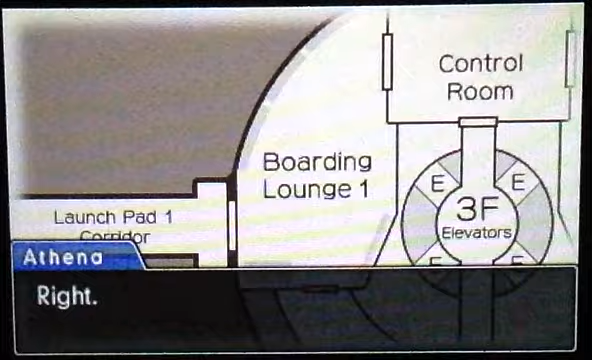 Control
Room
Boarding
Lounge 1
E
E
3F
Elevators
Launch Pad 1
Corridor
E
E
Athena
Right.